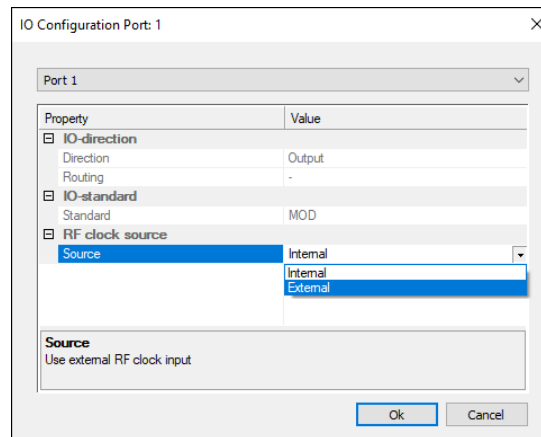 IO Configuration Port: 1
Port 1
Property Value
IO-direction
Direction Output
Routing -
IO-standard
Standard MOD
RF clock source
Source Internal
Internal
External
Source
Use external RF clock input
Ok Cancel